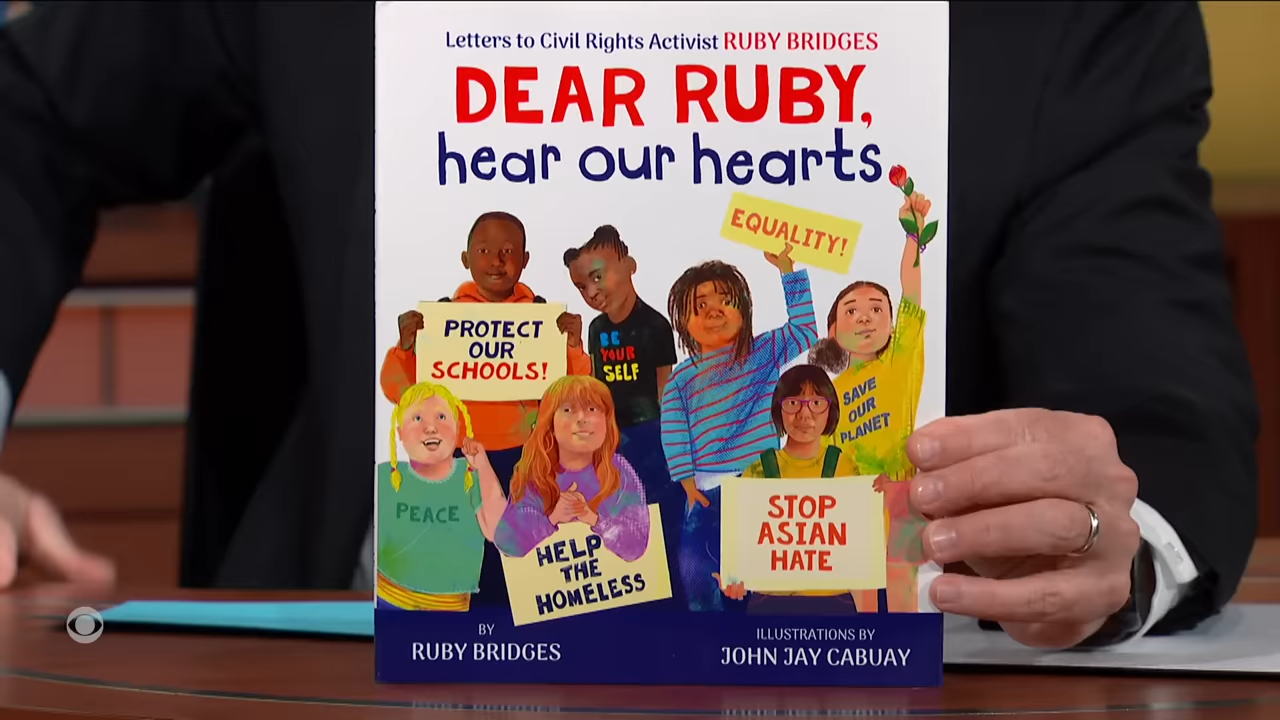 Letters to Civil Rights Activist RUBY BRIDGES
DEAR RUBY,
hear our hearts
EQUALITY!
PROTECT
OUR
SCHOOLS!
BE
YOUR
SELF
SAVE
OUR
PLANET
PEACE
HELP
THE
HOMELESS
STOP
ASIAN
HATE
BY
RUBY BRIDGES
ILLUSTRATIONS BY
JOHN JAY CABUAY